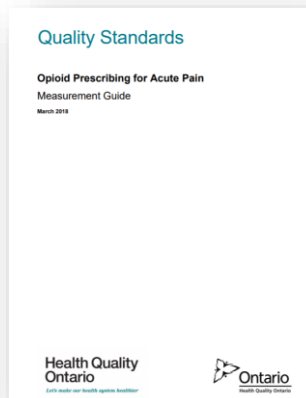 Quality Standards
Opioid Prescribing for Acute Pain
Measurement Guide
March 2018
Health Quality
Ontario
Let's make our health system healthier
Ontario
Health Quality Ontario